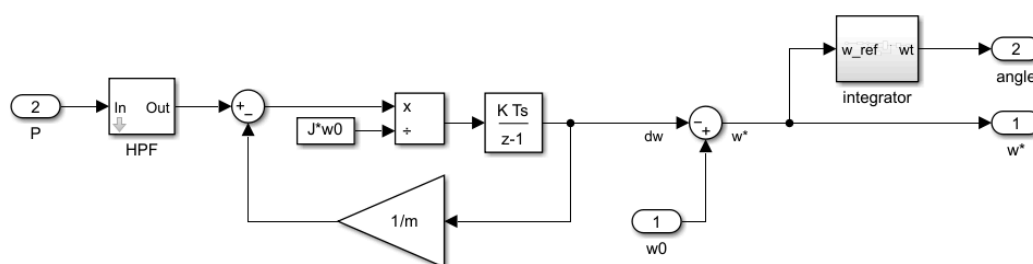 w_ref wt
2
angle
integrator
2
P
In Out
HPF
+
−
x
÷
J*w0
K Ts
z-1
dw
−
+
w*
1
w*
1/m
1
w0